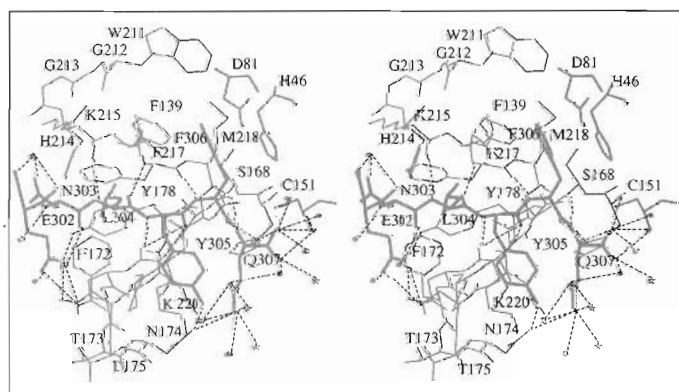 W211 W211
G212 D81 G212 D81
G213 H46 G213 H46
K215 F139 K215 F139
H214 F306 M218 H214 F306 M218
F217 F217
S168 S168
N303 Y178 C151 N303 Y178 C151
E302 L304 E302 L304
Y305 Y305
F172 Q307 F172 Q307
K220 K220
N174 N174
T173 T173
T175 T175